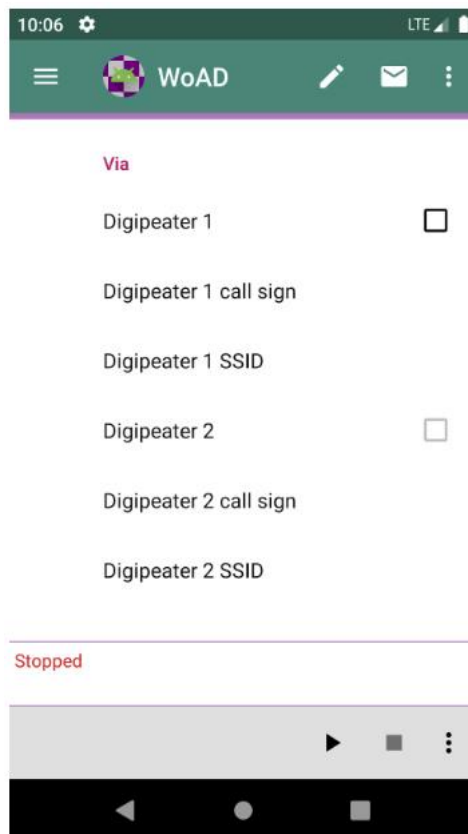 10:06 LTE
WoAD
Via
Digipeater 1
Digipeater 1 call sign
Digipeater 1 SSID
Digipeater 2
Digipeater 2 call sign
Digipeater 2 SSID
Stopped